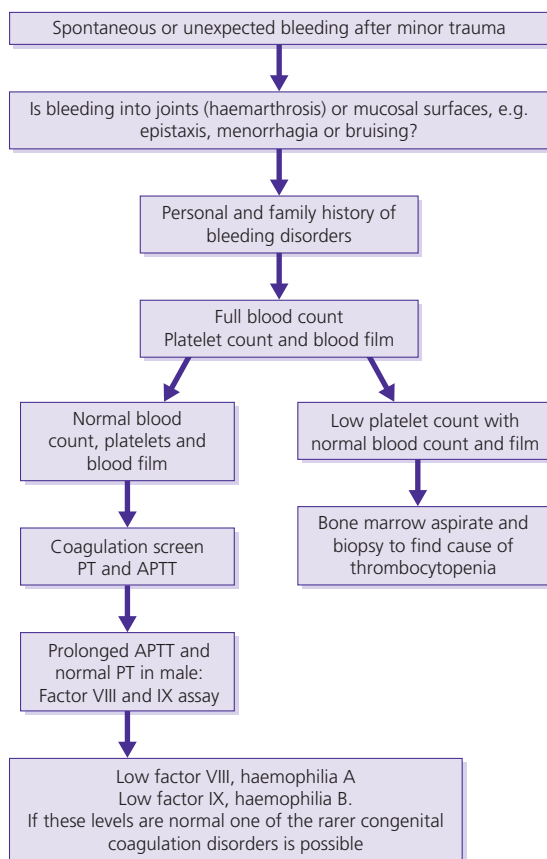 Spontaneous or unexpected bleeding after minor trauma
Is bleeding into joints (haemarthrosis) or mucosal surfaces, e.g.
epistaxis, menorrhagia or bruising?
Personal and family history of
bleeding disorders
Full blood count
Platelet count and blood film
Normal blood
count, platelets and
blood film
Low platelet count with
normal blood count and film
Coagulation screen
PT and APTT
Bone marrow aspirate and
biopsy to find cause of
thrombocytopenia
Prolonged APTT and
normal PT in male:
Factor VIII and IX assay
Low factor VIII, haemophilia A
Low factor IX, haemophilia B.
If these levels are normal one of the rarer congenital
coagulation disorders is possible